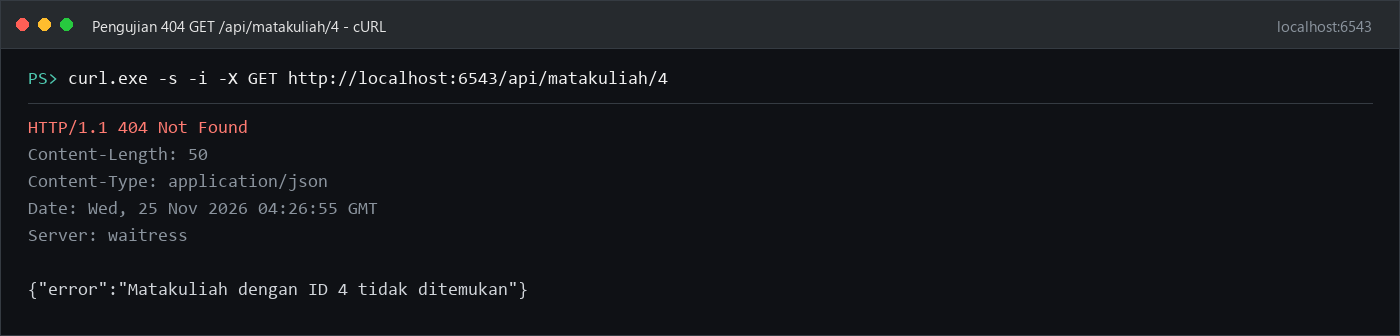 Pengujian 404 GET /api/matakuliah/4 - cURL
localhost:6543
PS> curl.exe -s -i -X GET http://localhost:6543/api/matakuliah/4
HTTP/1.1 404 Not Found
Content-Length: 50
Content-Type: application/json
Date: Wed, 25 Nov 2026 04:26:55 GMT
Server: waitress
{"error":"Matakuliah dengan ID 4 tidak ditemukan"}